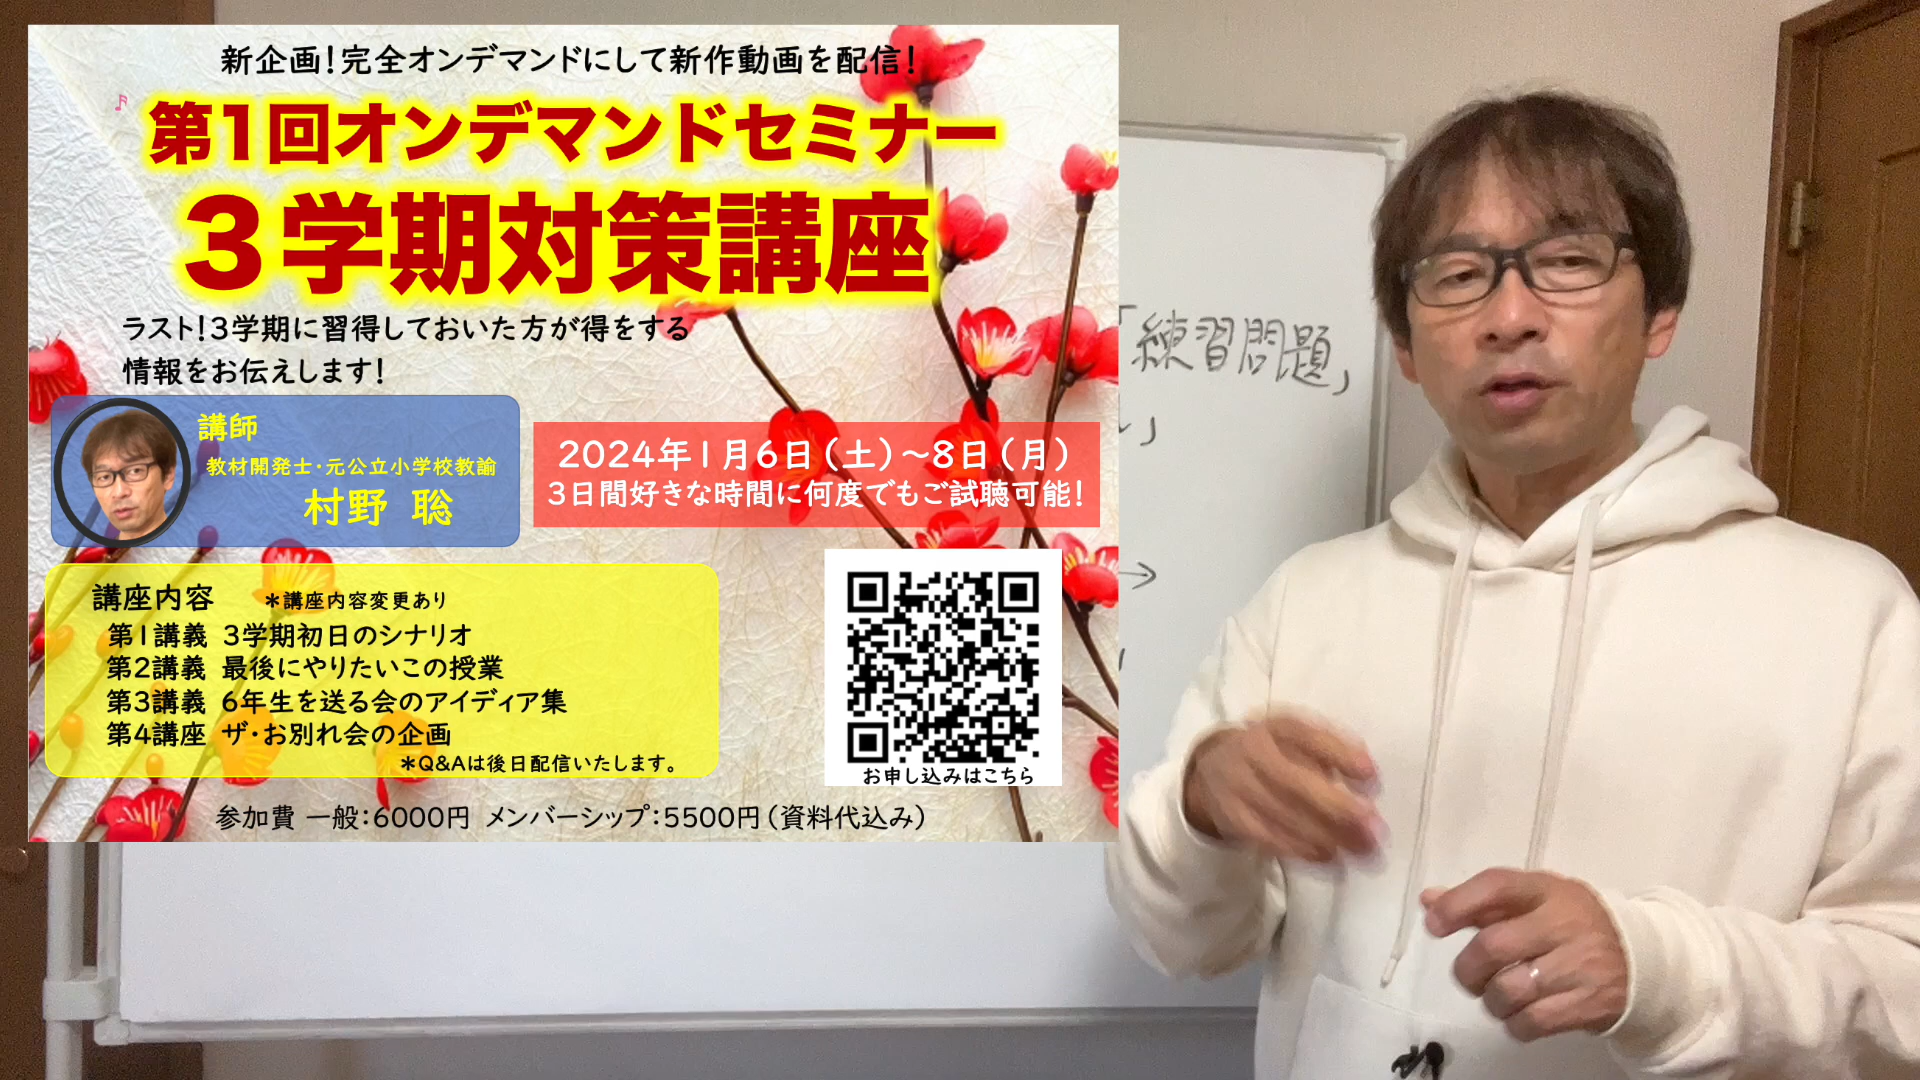 新企画！完全オンデマンドにして新作動画を配信！
第1回オンデマンドセミナー
３学期対策講座
ラスト！3学期に習得しておいた方が得をする
情報をお伝えします！
講師
教材開発士・元公立小学校教諭
村野 聡
2024年1月6日（土）～8日（月）
3日間好きな時間に何度でもご試聴可能！
講座内容 ＊講座内容変更あり
第1講義 3学期初日のシナリオ
第2講義 最後にやりたいこの授業
第3講義 6年生を送る会のアイディア集
第4講座 ザ・お別れ会の企画
＊Q&Aは後日配信いたします。
お申し込みはこちら
参加費 一般：6000円 メンバーシップ：5500円（資料代込み）
「練習問題」